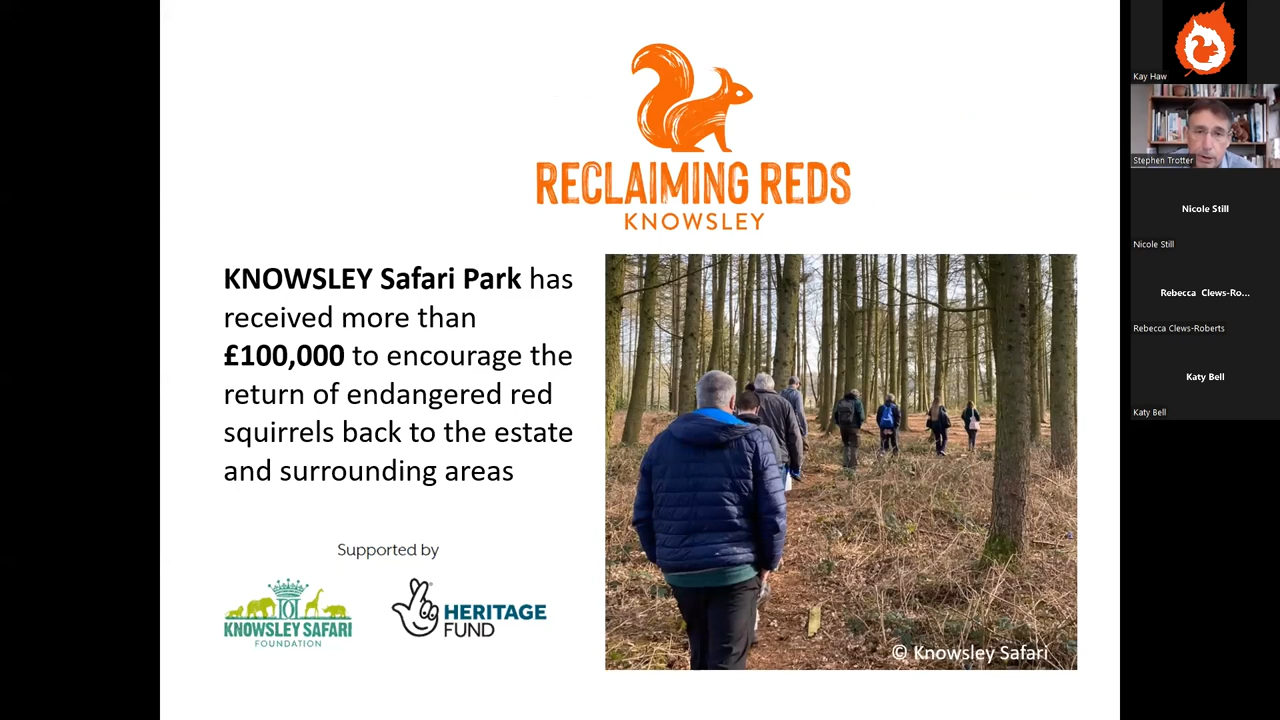 RECLAIMING REDS
KNOWSLEY
KNOWSLEY Safari Park has
received more than
£100,000 to encourage the
return of endangered red
squirrels back to the estate
and surrounding areas
Supported by
KNOWSLEY SAFARI
FOUNDATION
HERITAGE
FUND
© Knowsley Safari
Kay Haw
Stephen Trotter
Nicole Still
Nicole Still
Rebecca Clews-Ro...
Rebecca Clews-Roberts
Katy Bell
Katy Bell